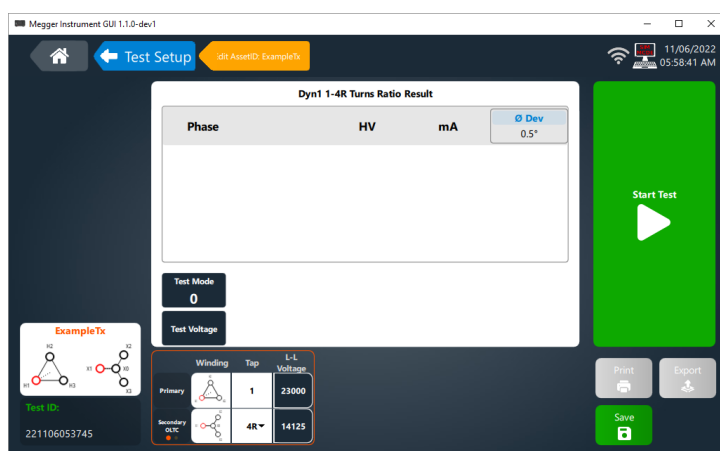 Megger Instrument GUI 1.1.0-dev1
Test Setup
dit AssetID: ExampleTx
11/06/2022
05:58:41 AM
Dyn1 1-4R Turns Ratio Result
Phase HV mA Ø Dev
0.5°
Start Test
Test Mode
0
Test Voltage
ExampleTx
H2 X2
X1 X0
H1 H3 X3
Test ID:
221106053745
Winding Tap L-L
Voltage
Primary 1 23000
Secondary
OLTC 4R 14125
Print Export
Save